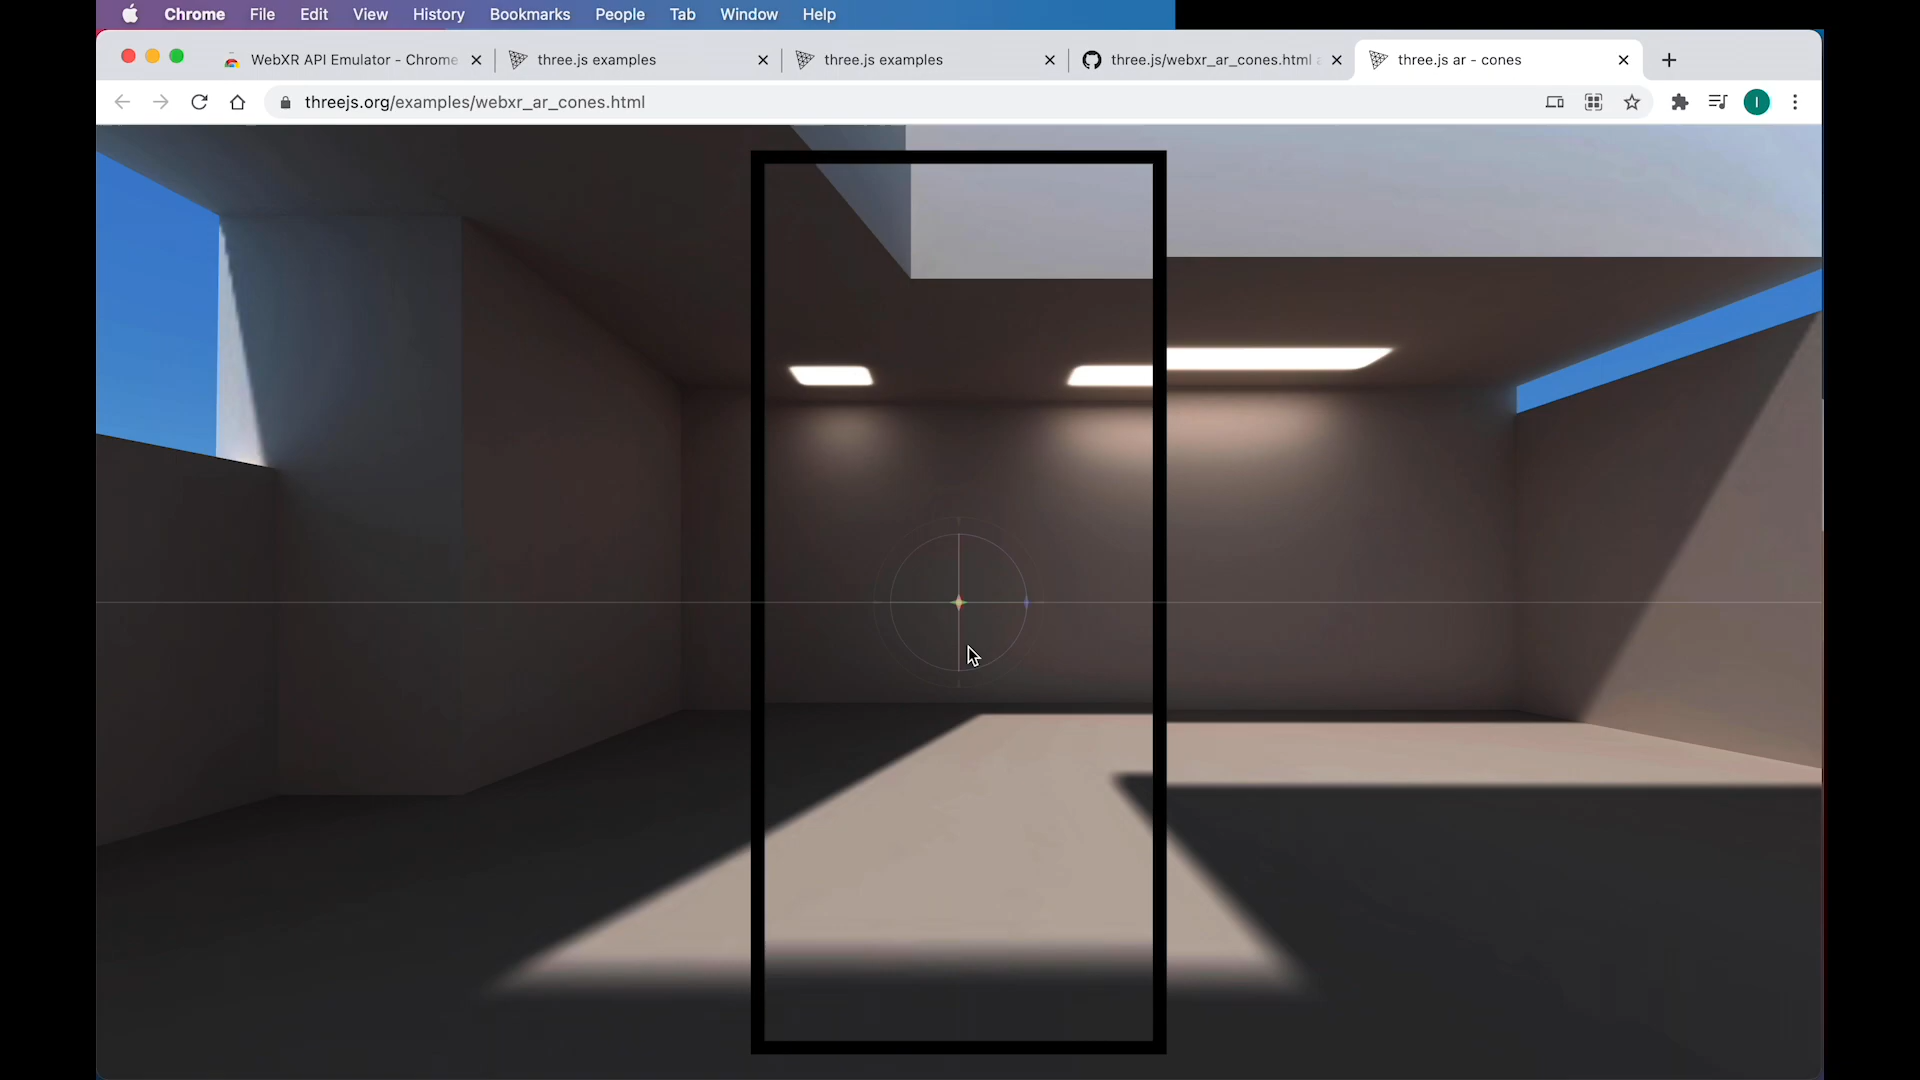 Chrome File Edit View History Bookmarks People Tab Window Help
WebXR API Emulator - Chrome three.js examples three.js examples three.js/webxr_ar_cones.html three.js ar - cones
threejs.org/examples/webxr_ar_cones.html I